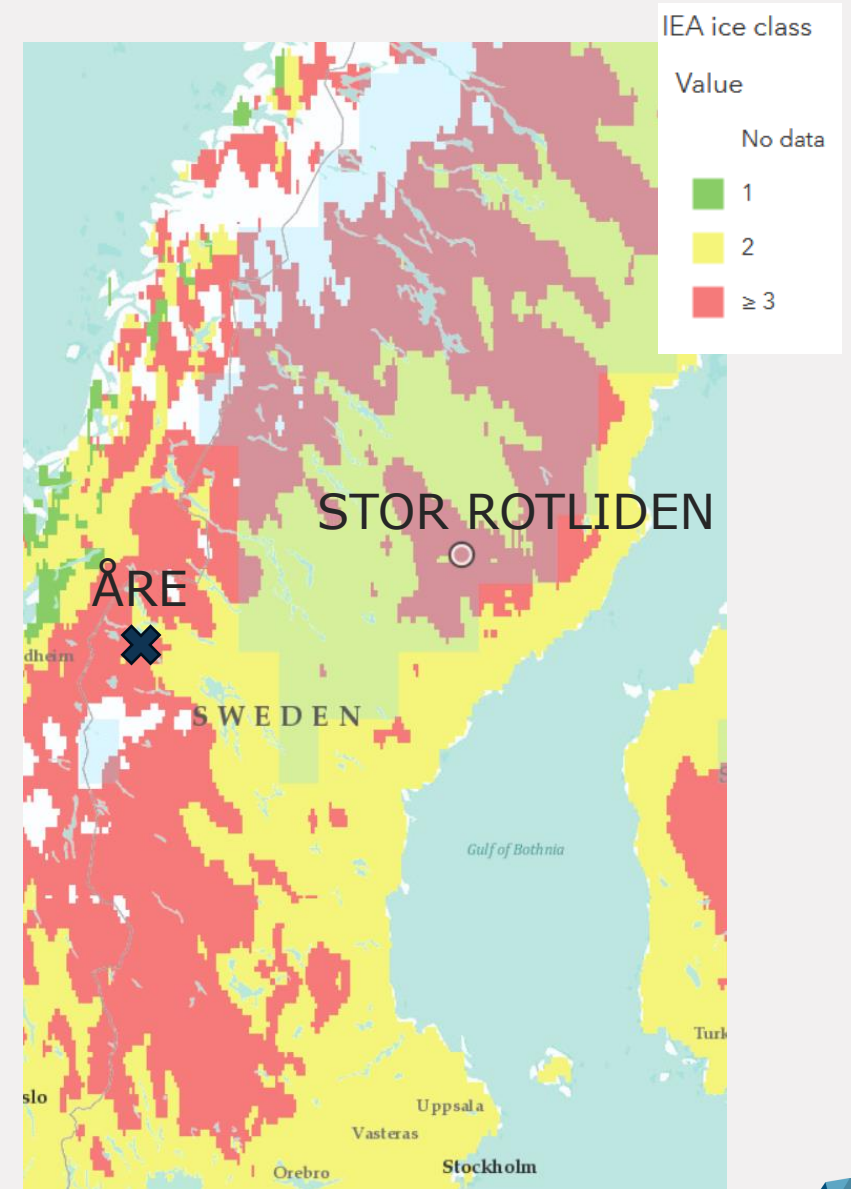 IEA ice class
Value
No data
1
2
≥ 3
STOR ROTLIDEN
ÅRE
dheim
SWEDEN
Gulf of Bothnia
Turk
slo
Uppsala
Vasteras
Orebro
Stockholm